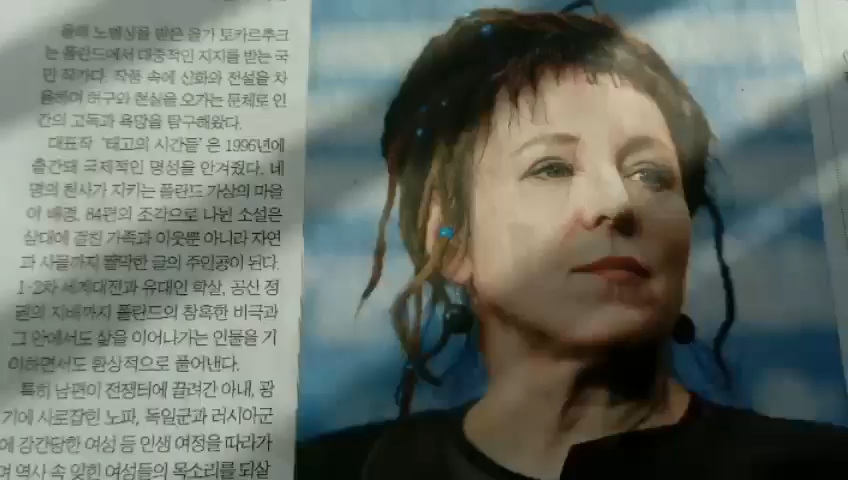 올해 노벨상을 받은 올가 토카르추크
는 폴란드에서 대중적인 지지를 받는 국
민 작가다. 작품 속에 신화와 전설을 차
용하며 허구와 현실을 오가는 문체로 인
간의 고독과 욕망을 탐구해왔다.
대표작 ‘태고의 시간들’은 1996년에
출간돼 국제적인 명성을 안겨줬다. 네
명의 천사가 지키는 폴란드 가상의 마을
이 배경. 84편의 조각으로 나뉜 소설은
삼대에 걸친 가족과 이웃뿐 아니라 자연
과 사물까지 짤막한 글의 주인공이 된다.
1·2차 세계대전과 유대인 학살, 공산 정
권의 지배까지 폴란드의 참혹한 비극과
그 안에서도 삶을 이어나가는 인물을 기
이하면서도 환상적으로 풀어낸다.
특히 남편이 전쟁터에 끌려간 아내, 광
기에 사로잡힌 노파, 독일군과 러시아군
에 강간당한 여성 등 인생 여정을 따라가
며 역사 속 잊힌 여성들의 목소리를 되살